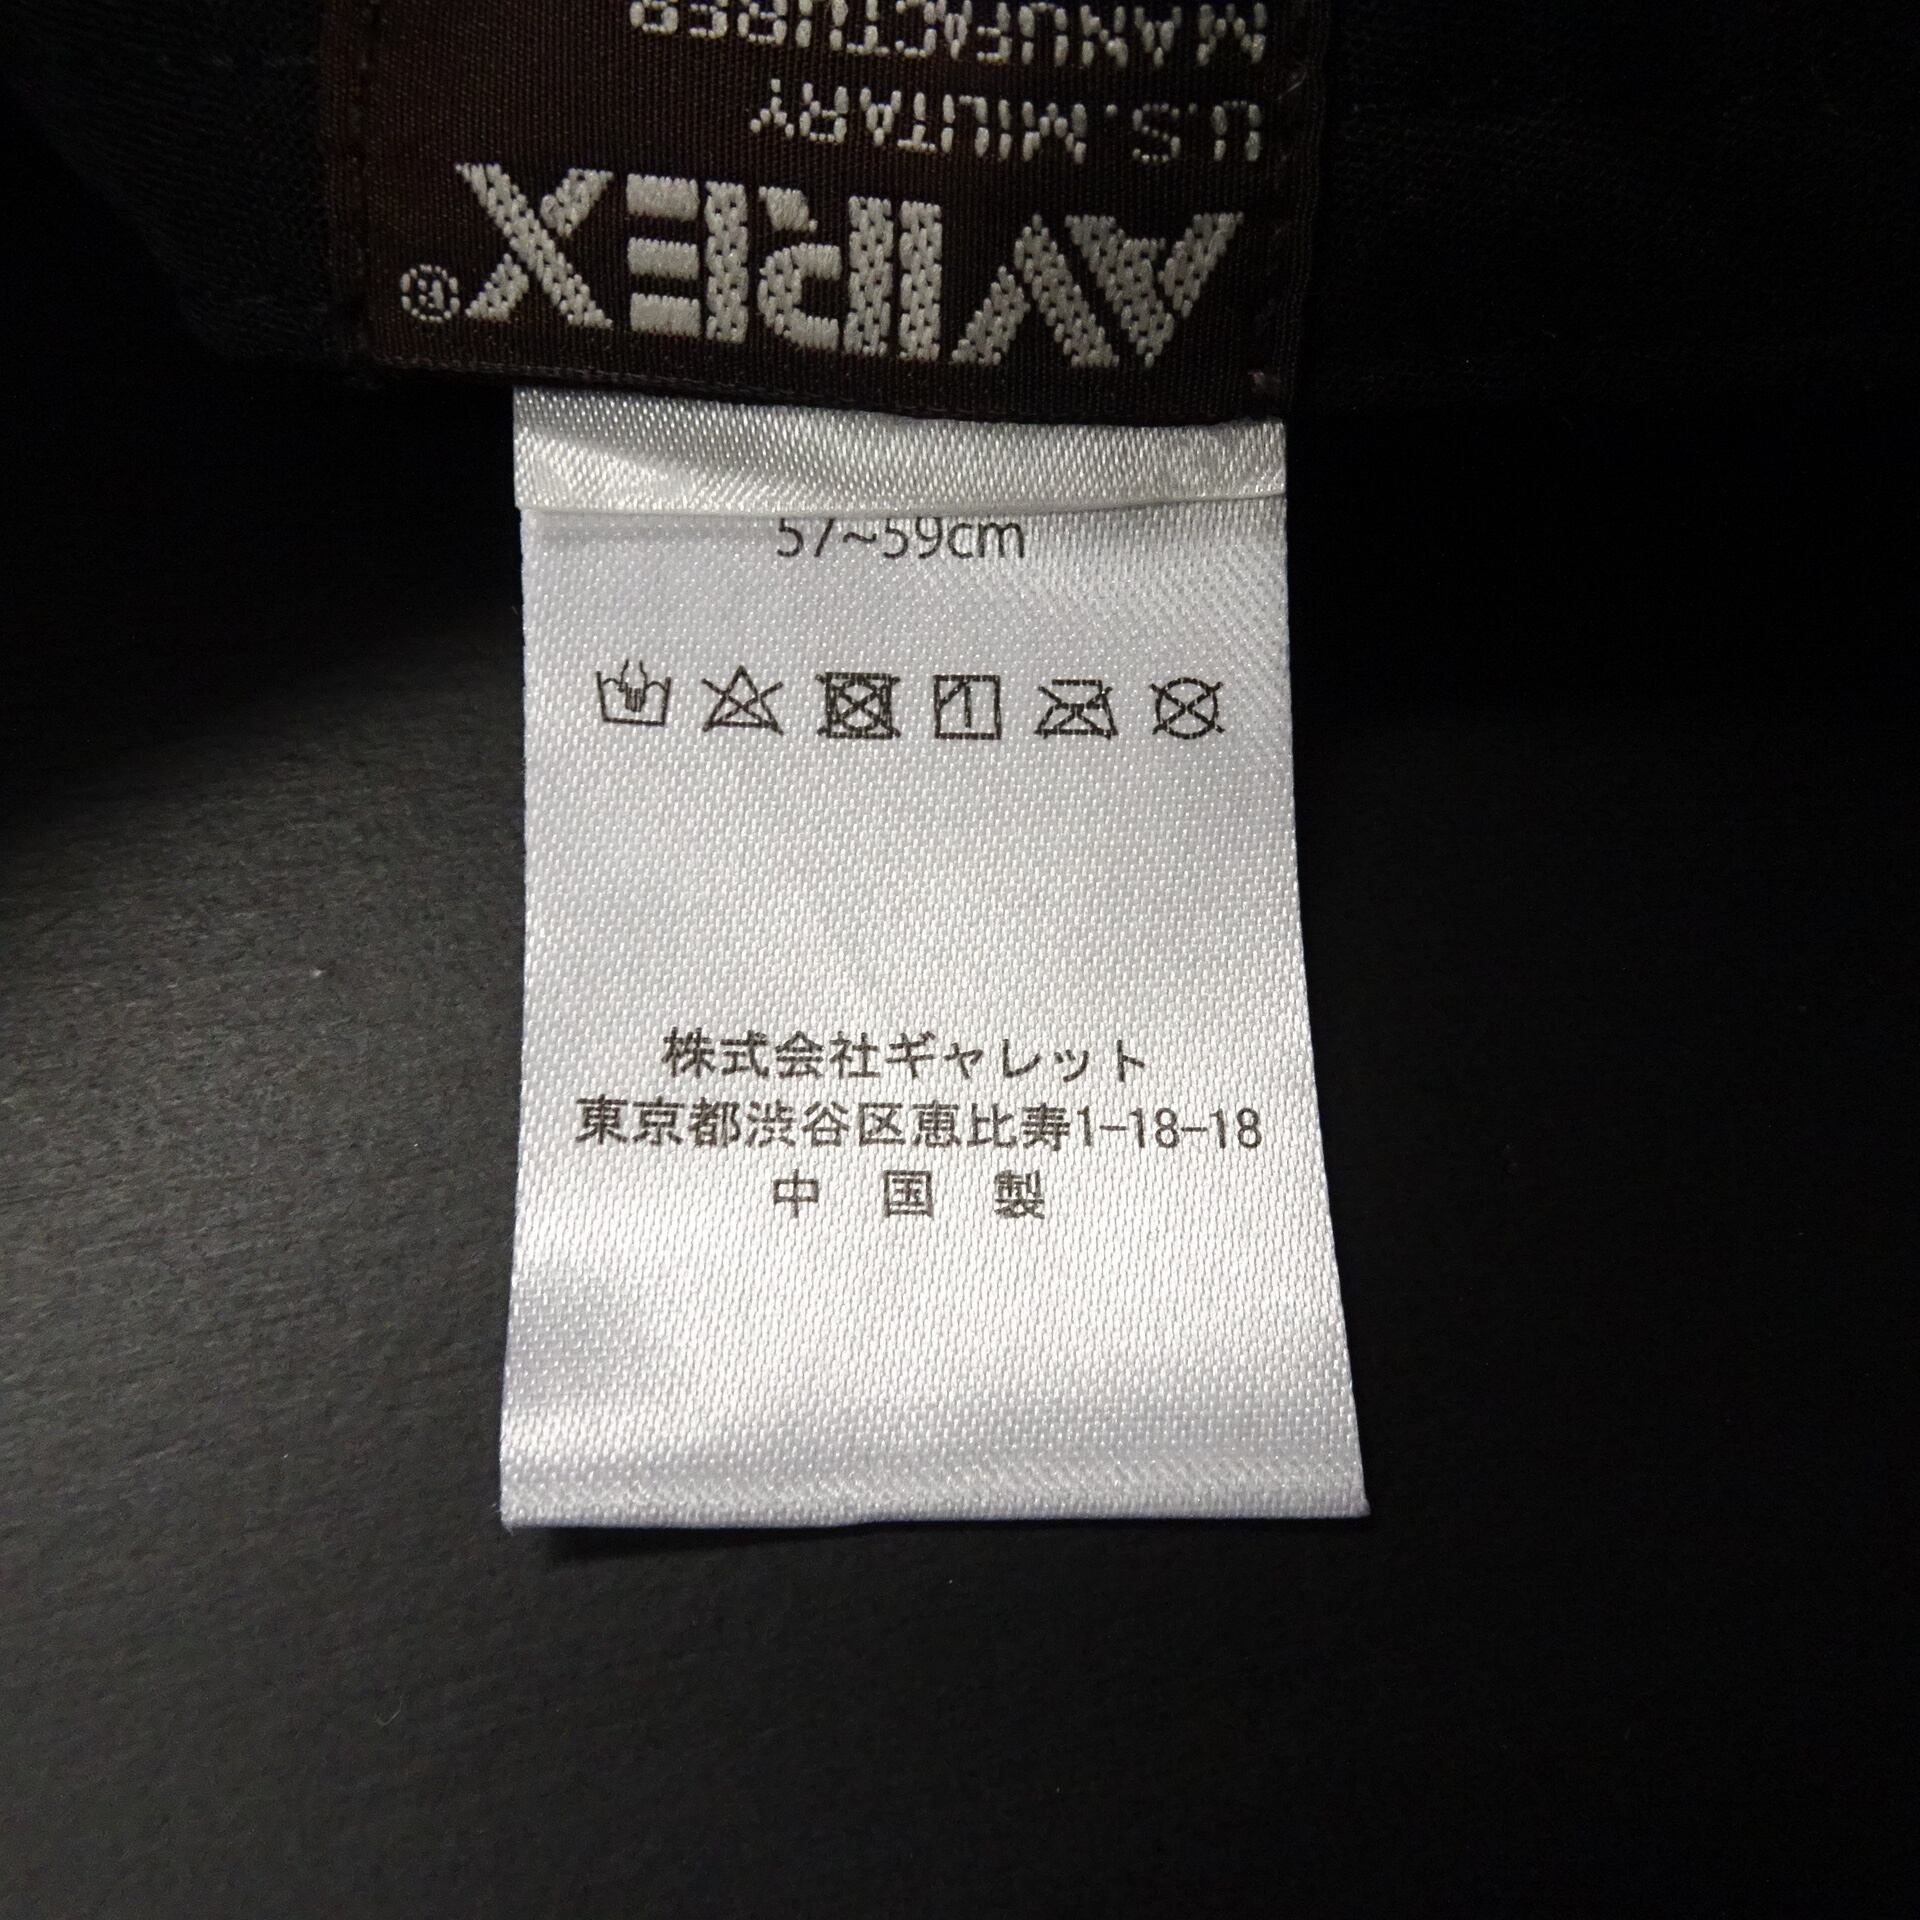 MANUFACTURER
U.S. MILITARY
AVIREX®
57~59cm
株式会社ギャレット
東京都渋谷区恵比寿1-18-18
中国製